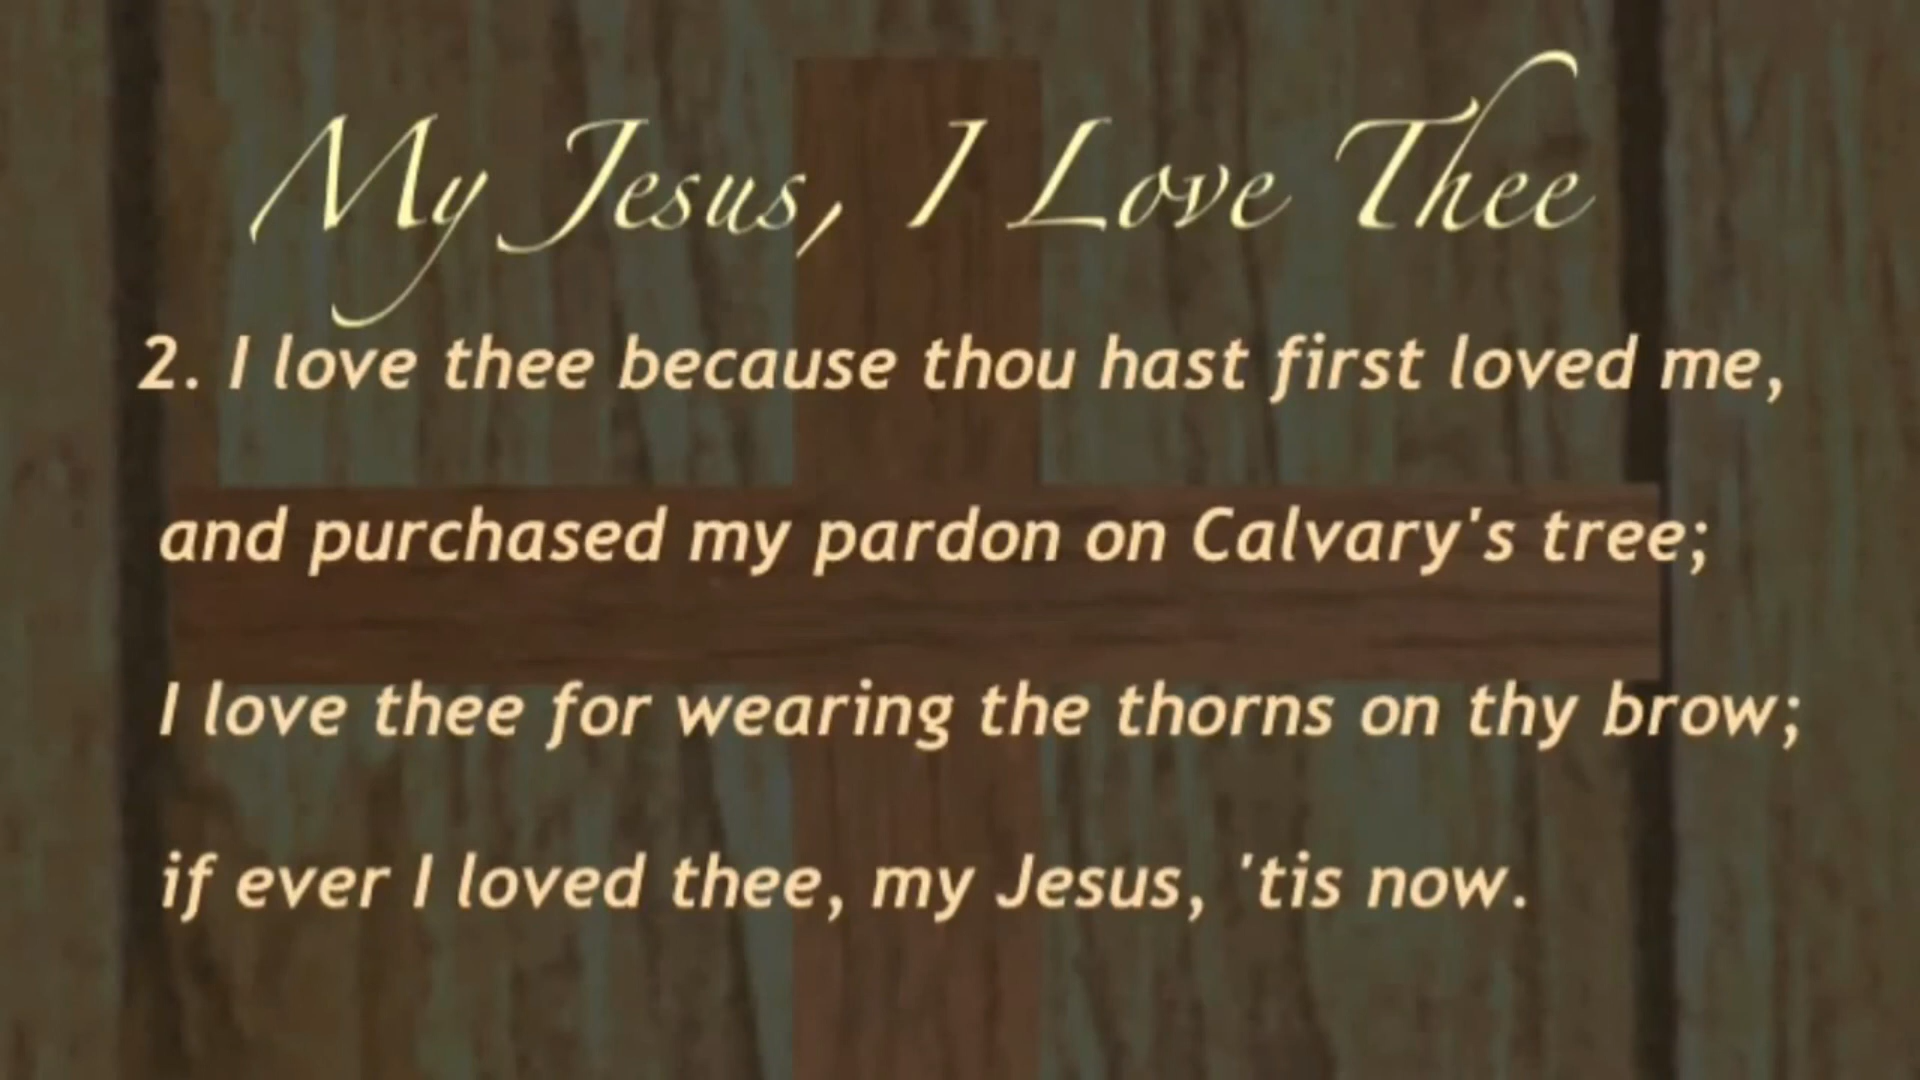 My Jesus, I Love Thee
2. I love thee because thou hast first loved me,
and purchased my pardon on Calvary's tree;
I love thee for wearing the thorns on thy brow;
if ever I loved thee, my Jesus, 'tis now.